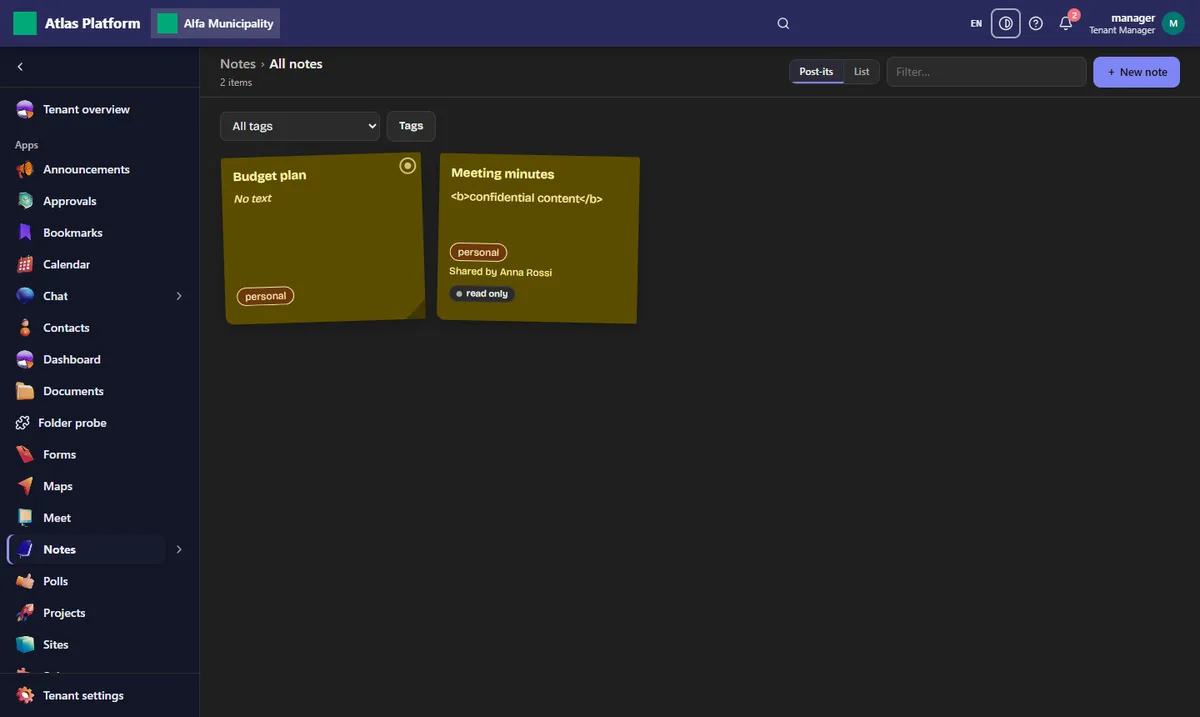 Atlas Platform
Alfa Municipality
EN
2
manager
Tenant Manager
M
Notes › All notes
2 items
Post-its
List
Filter...
+ New note
Tenant overview
Apps
Announcements
Approvals
Bookmarks
Calendar
Chat
Contacts
Dashboard
Documents
Folder probe
Forms
Maps
Meet
Notes
Polls
Projects
Sites
Tenant settings
All tags
Tags
Budget plan
No text
personal
Meeting minutes
<b>confidential content</b>
personal
Shared by Anna Rossi
read only